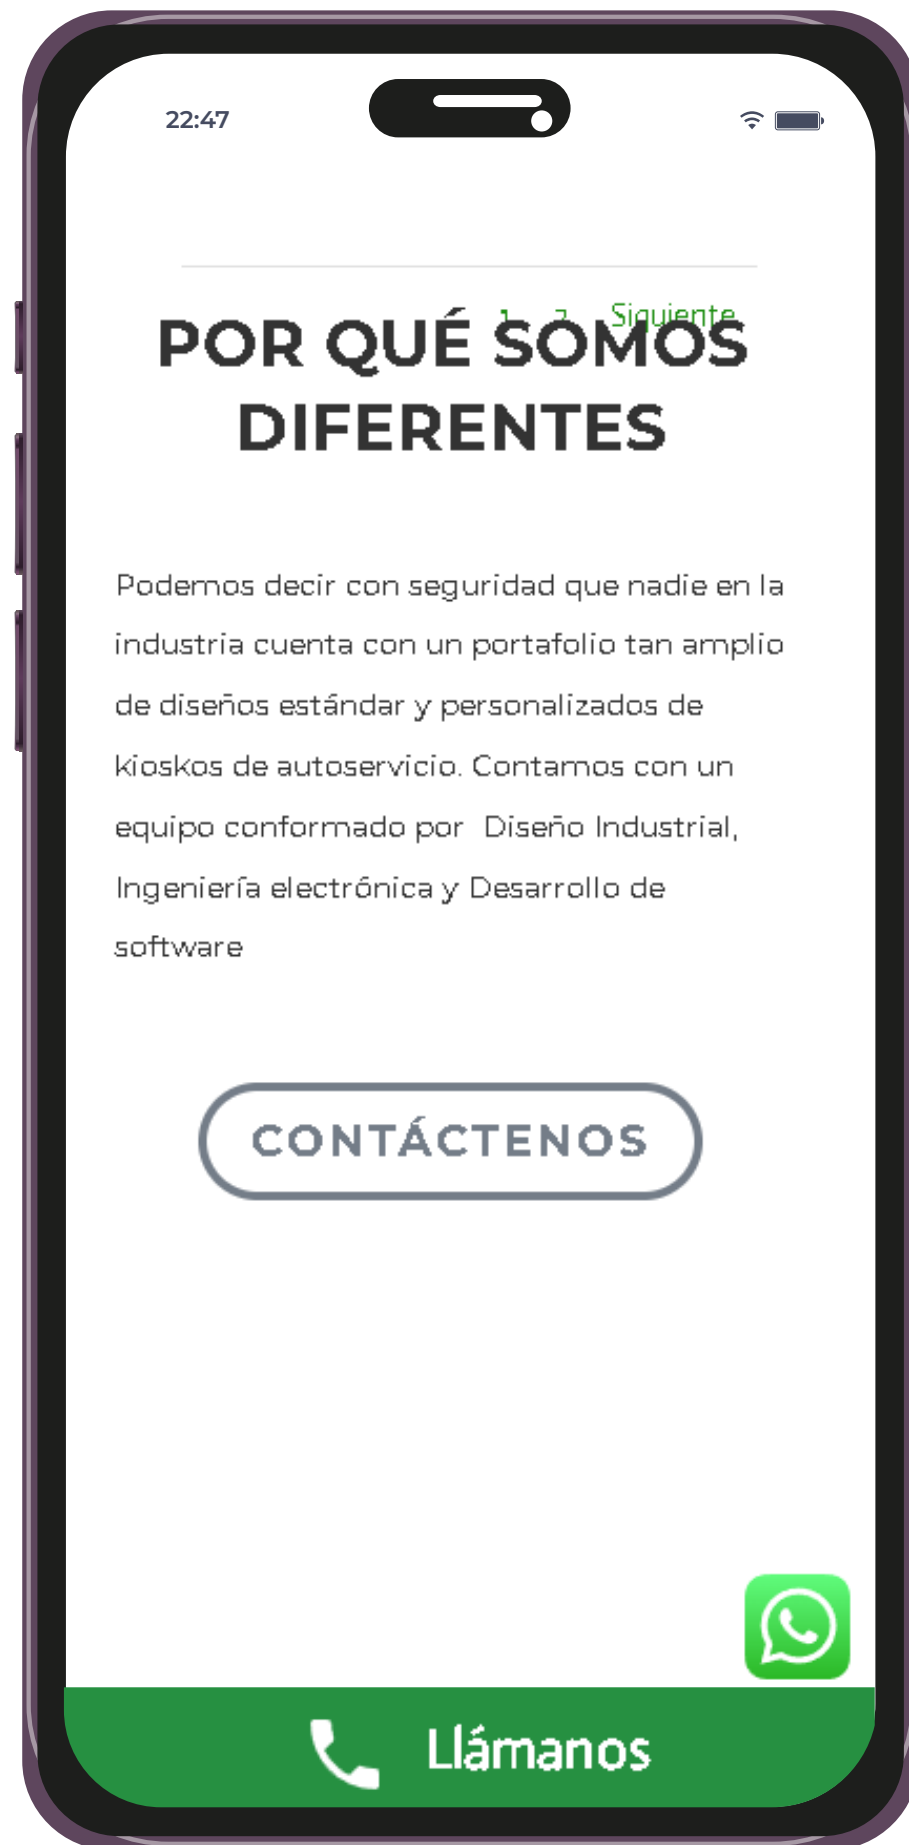 22:47
Siguiente
POR QUÉ SOMOS
DIFERENTES
Podemos decir con seguridad que nadie en la
industria cuenta con un portafolio tan amplio
de diseños estándar y personalizados de
kioskos de autoservicio. Contamos con un
equipo conformado por  Diseño Industrial,
Ingeniería electrónica y Desarrollo de
software
CONTÁCTENOS
Llámanos